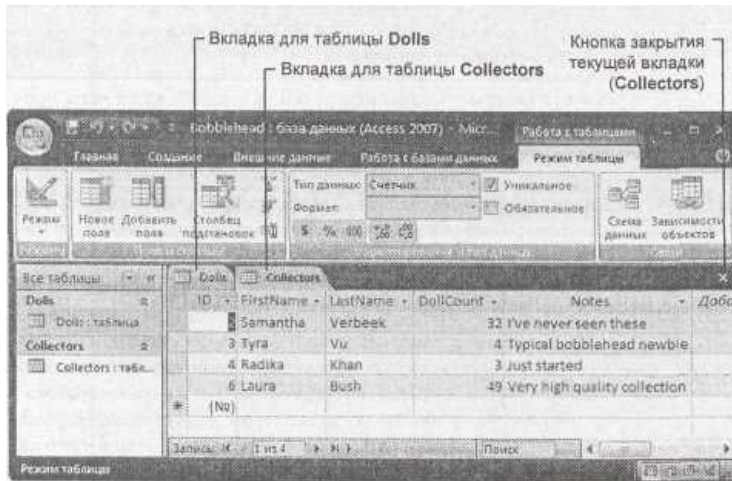 Вкладка для таблицы Dolls
Вкладка для таблицы Collectors
Кнопка закрытия
текущей вкладки
(Collectors)
Bobblehead : база данных (Access 2007) - Micr...
Работа с таблицами
Главная Создание Внешние данные Работа с базами данных Режим таблицы
Режим
Новое поле
Добавить поля
Столбец подстановок
Тип данных: Счетчик
Формат:
Уникальное
Обязательное
$ % 000
Схема данных
Зависимости объектов
Все таблицы
Dolls
Dolls : таблица
Collectors
Collectors : табл...
Dolls Collectors
ID FirstName LastName DollCount Notes
Samantha Verbeek 32 I've never seen these
3 Tyra Vu 4 Typical bobblehead newbie
4 Radika Khan 3 Just started
6 Laura Bush 49 Very high quality collection
* (№)
Запись: 1 из 4 Поиск
Режим таблицы